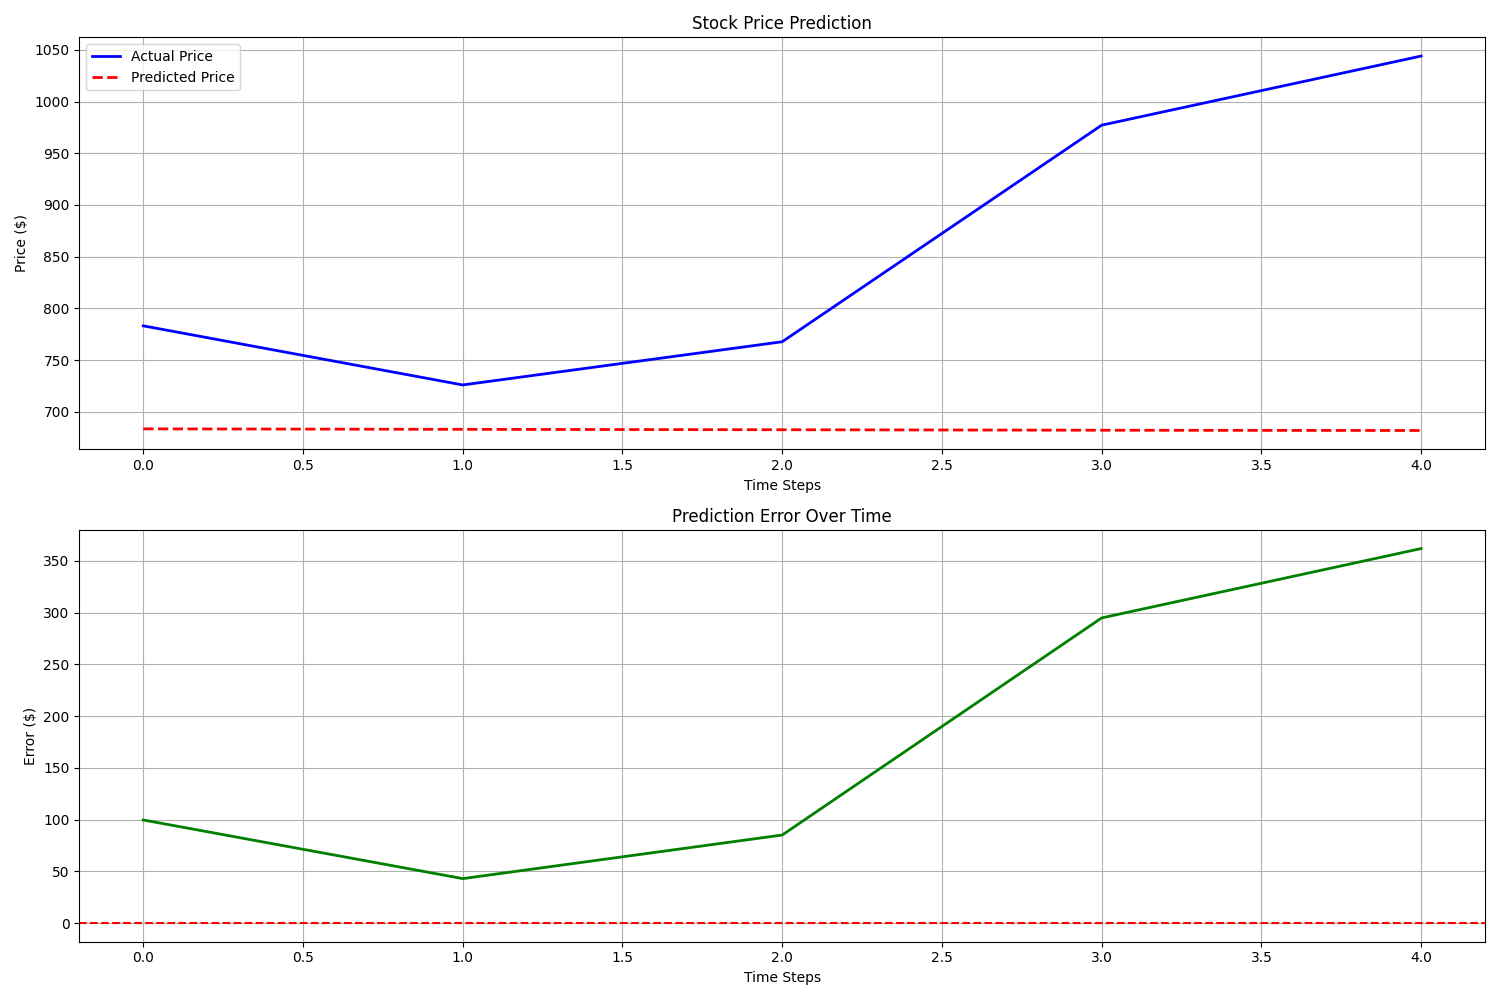 Stock Price Prediction
Actual Price
Predicted Price
Price ($)
1050
1000
950
900
850
800
750
700
0.0 0.5 1.0 1.5 2.0 2.5 3.0 3.5 4.0
Time Steps
Prediction Error Over Time
Error ($)
350
300
250
200
150
100
50
0
0.0 0.5 1.0 1.5 2.0 2.5 3.0 3.5 4.0
Time Steps